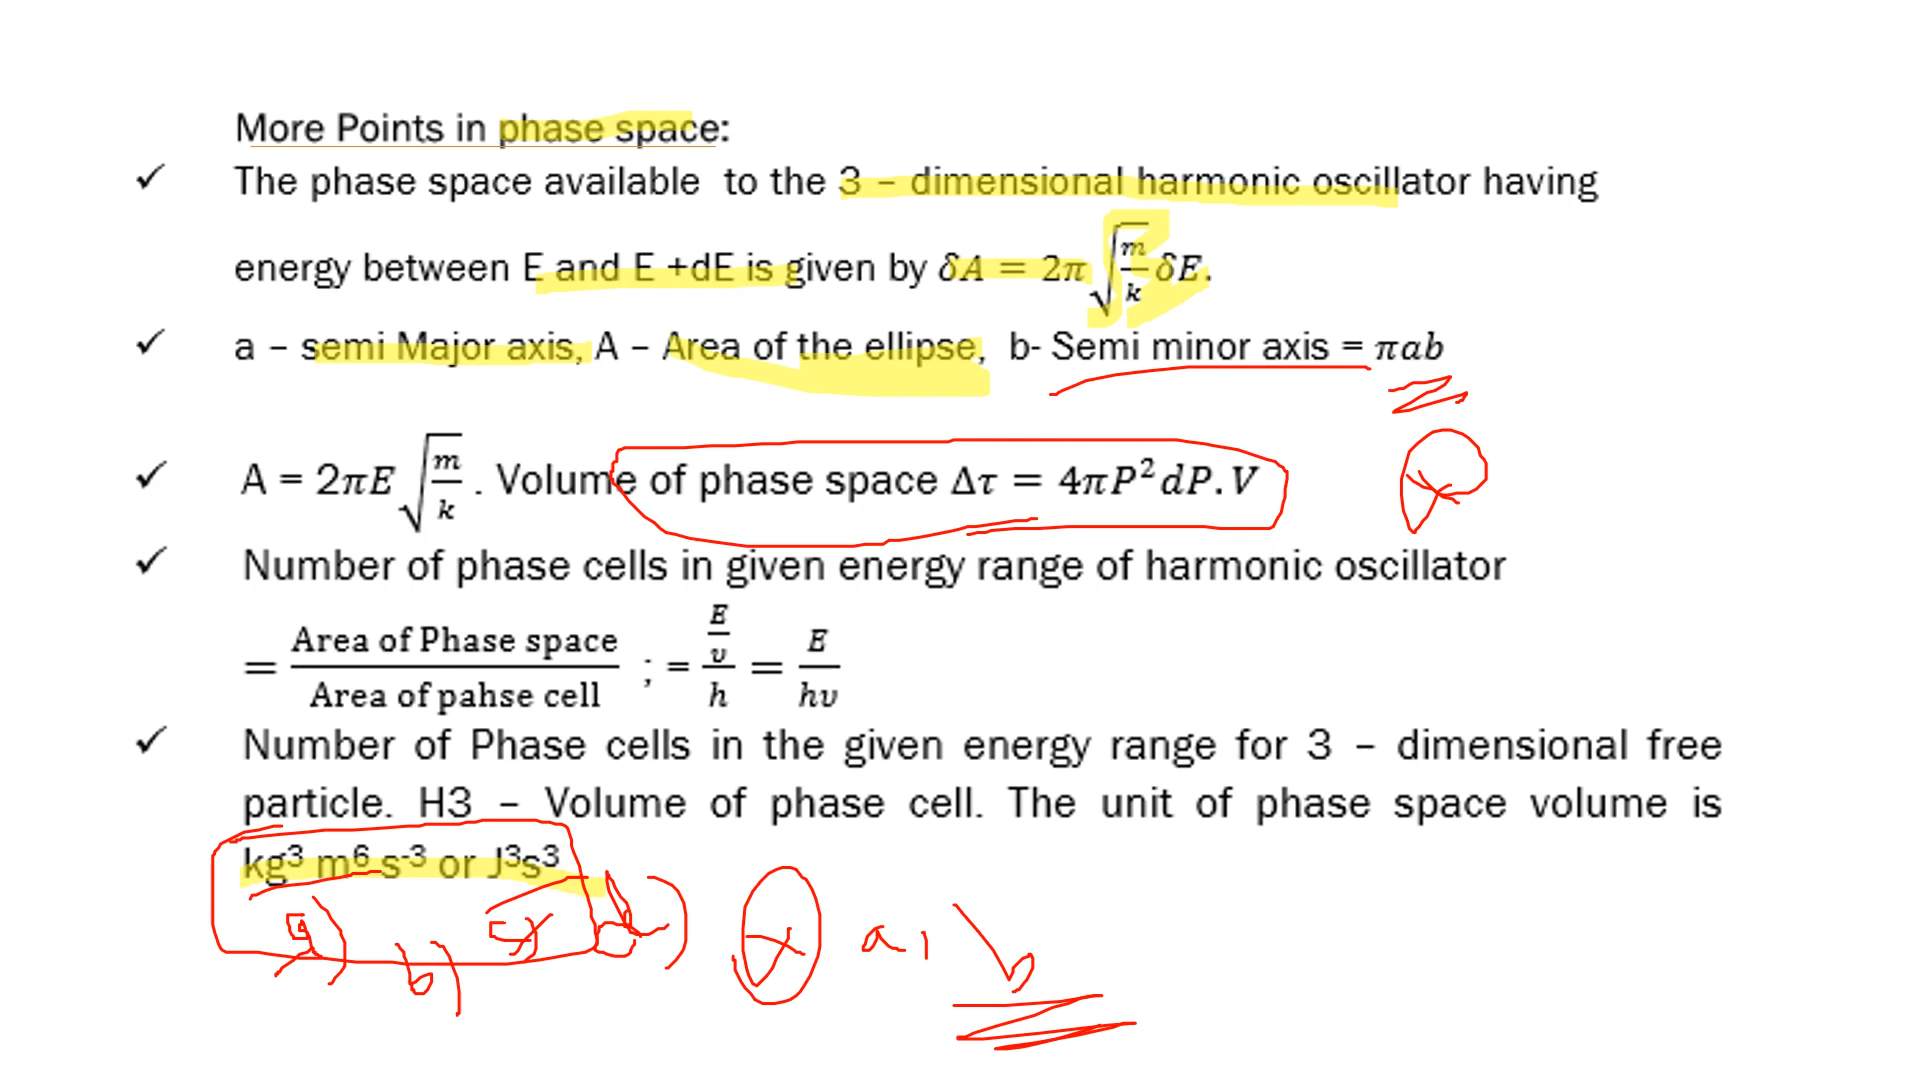 More Points in phase space:
✓ The phase space available to the 3 – dimensional harmonic oscillator having
energy between E and E +dE is given by δA = 2π√(m/k) δE.
✓ a – semi Major axis, A – Area of the ellipse, b- Semi minor axis = πab
✓ A = 2πE√(m/k) . Volume of phase space Δτ = 4πP²dP.V
✓ Number of phase cells in given energy range of harmonic oscillator
= Area of Phase space / Area of pahse cell ; = (E/υ)/h = E/hυ
✓ Number of Phase cells in the given energy range for 3 – dimensional free
particle. H3 – Volume of phase cell. The unit of phase space volume is
kg³ m⁶ s⁻³ or J³s³
a) b) c) d) a, b